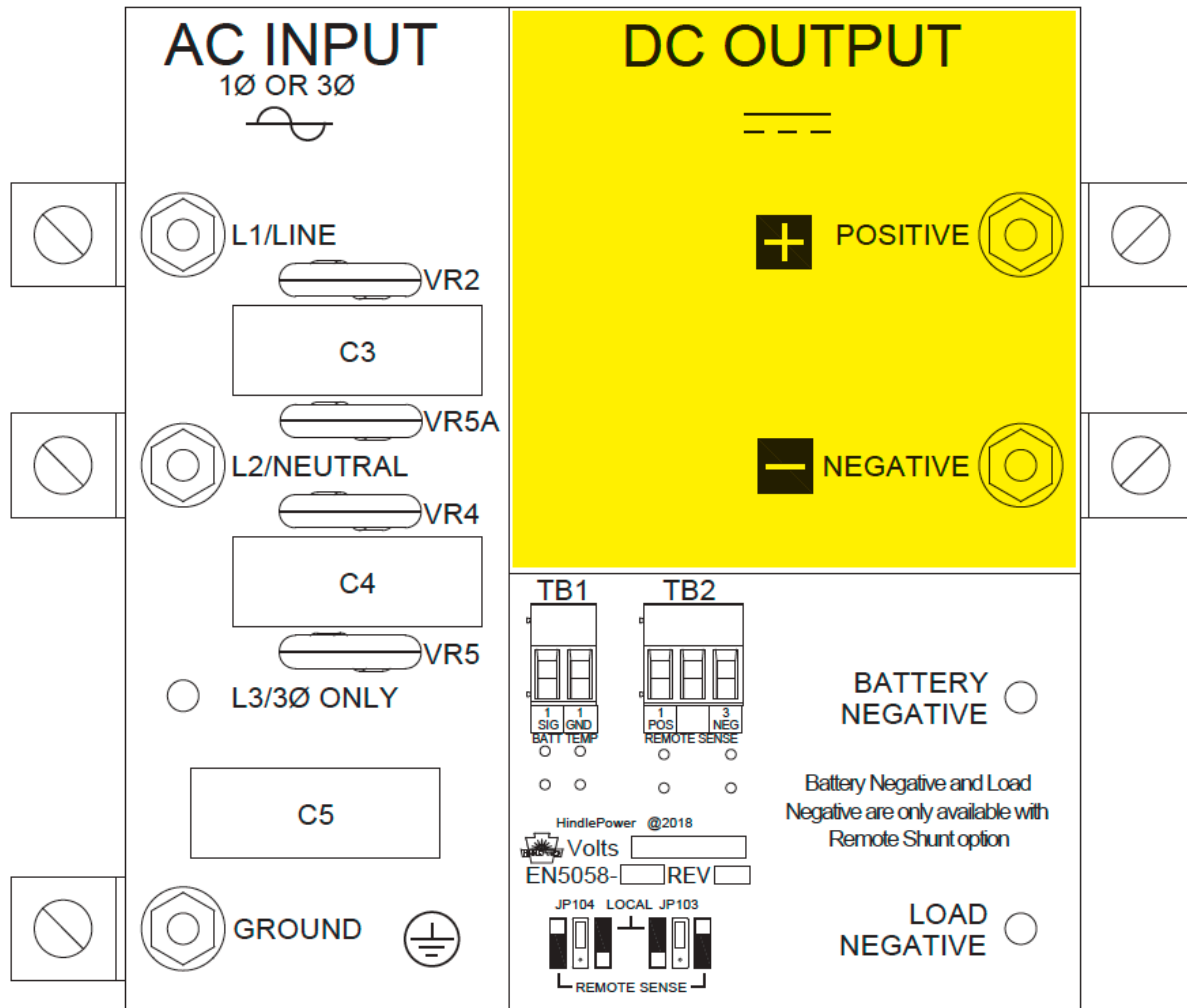 AC INPUT
1Ø OR 3Ø
L1/LINE
VR2
C3
VR5A
L2/NEUTRAL
VR4
C4
VR5
L3/3Ø ONLY
C5
GROUND
DC OUTPUT
+ POSITIVE
− NEGATIVE
TB1 TB2
1 1 1 3
SIG GND POS NEG
BATT TEMP REMOTE SENSE
BATTERY
NEGATIVE
Battery Negative and Load
Negative are only available with
Remote Shunt option
HindlePower @2018
Volts
EN5058- REV
JP104 LOCAL JP103
REMOTE SENSE
LOAD
NEGATIVE